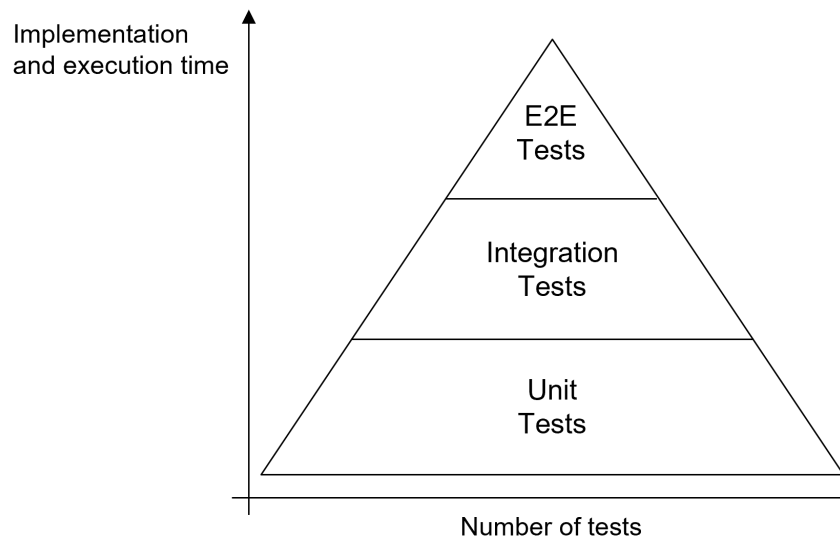 Implementation
and execution time
E2E
Tests
Integration
Tests
Unit
Tests
Number of tests